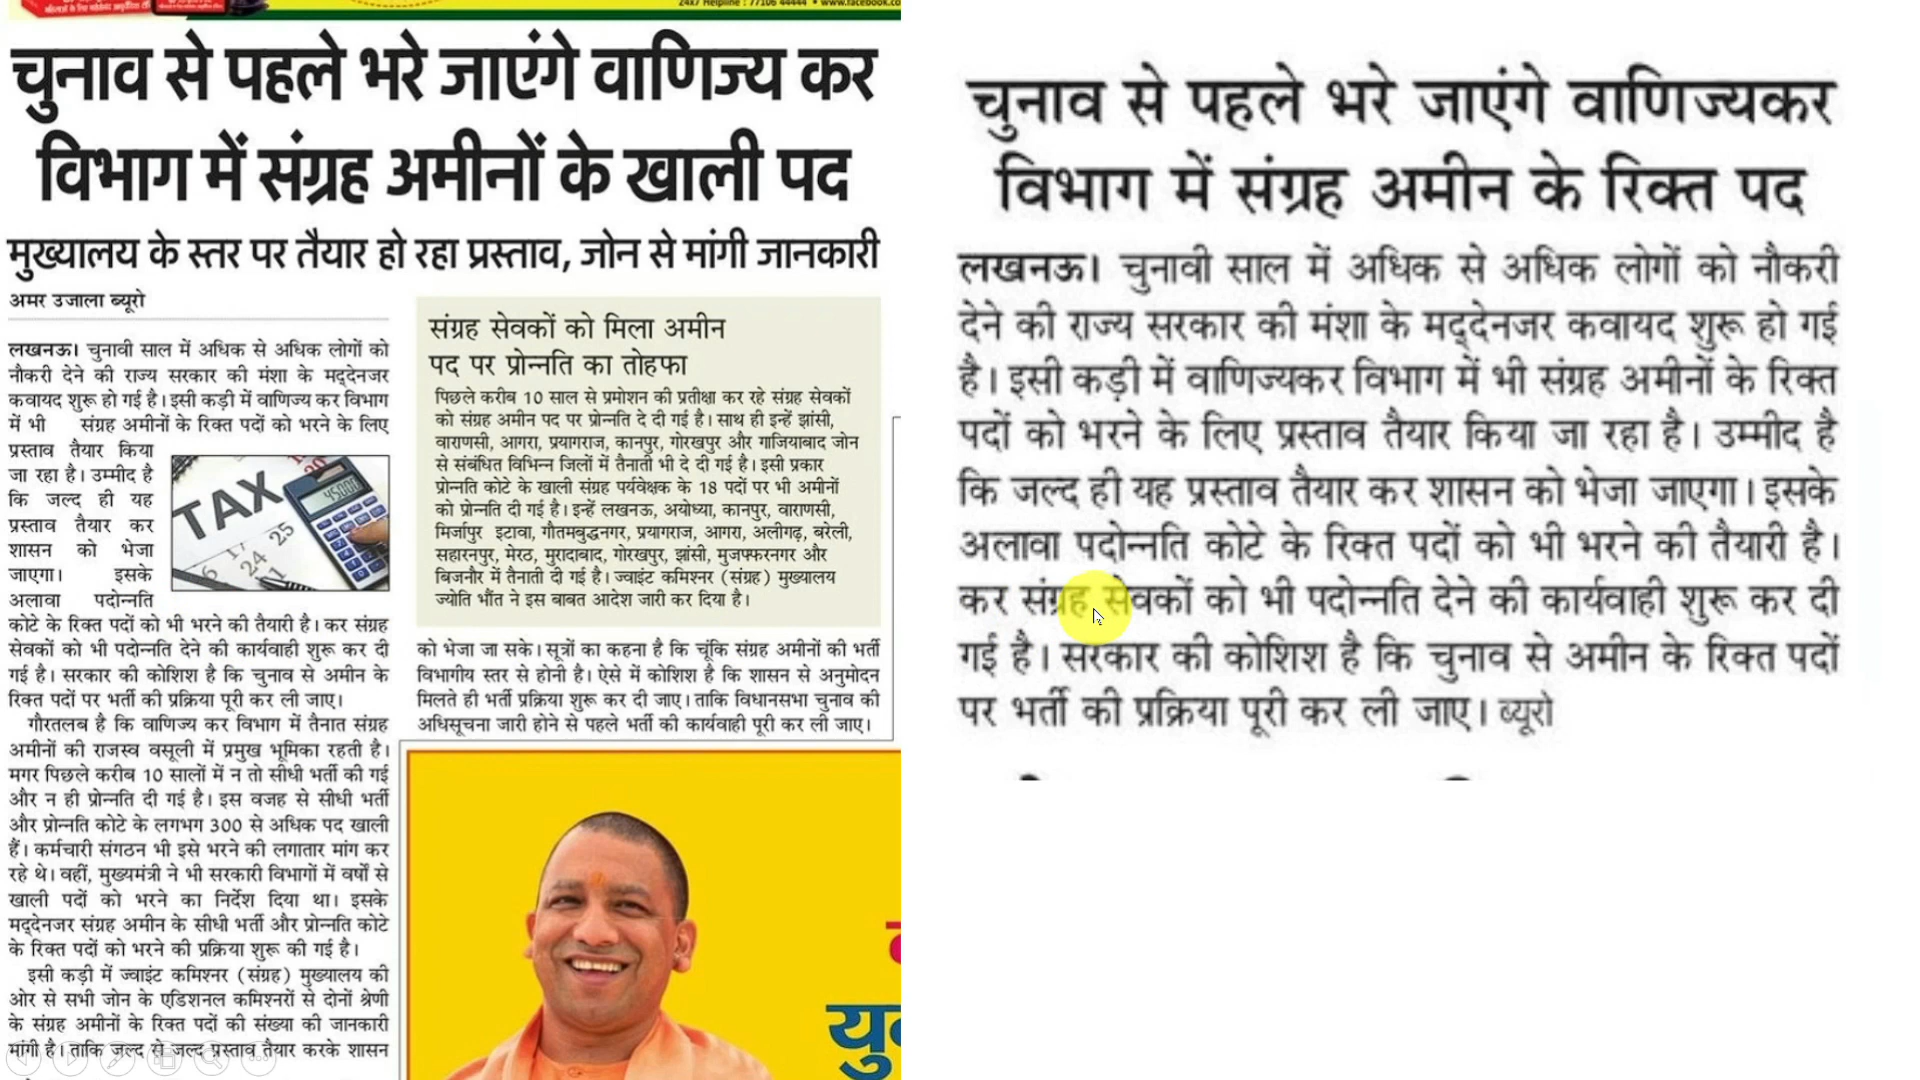 24x7 Helpline : 77106 44444 • www.facebook.co
चुनाव से पहले भरे जाएंगे वाणिज्य कर
विभाग में संग्रह अमीनों के खाली पद
मुख्यालय के स्तर पर तैयार हो रहा प्रस्ताव, जोन से मांगी जानकारी
अमर उजाला ब्यूरो
लखनऊ। चुनावी साल में अधिक से अधिक लोगों को
नौकरी देने की राज्य सरकार की मंशा के मद्देनजर
कवायद शुरू हो गई है। इसी कड़ी में वाणिज्य कर विभाग
में भी संग्रह अमीनों के रिक्त पदों को भरने के लिए
प्रस्ताव तैयार किया
जा रहा है। उम्मीद है
कि जल्द ही यह
प्रस्ताव तैयार कर
शासन को भेजा
जाएगा। इसके
अलावा पदोन्नति
कोटे के रिक्त पदों को भी भरने की तैयारी है। कर संग्रह
सेवकों को भी पदोन्नति देने की कार्यवाही शुरू कर दी
गई है। सरकार की कोशिश है कि चुनाव से अमीन के
रिक्त पदों पर भर्ती की प्रक्रिया पूरी कर ली जाए।
गौरतलब है कि वाणिज्य कर विभाग में तैनात संग्रह
अमीनों की राजस्व वसूली में प्रमुख भूमिका रहती है।
मगर पिछले करीब 10 सालों में न तो सीधी भर्ती की गई
और न ही प्रोन्नति दी गई है। इस वजह से सीधी भर्ती
और प्रोन्नति कोटे के लगभग 300 से अधिक पद खाली
हैं। कर्मचारी संगठन भी इसे भरने की लगातार मांग कर
रहे थे। वहीं, मुख्यमंत्री ने भी सरकारी विभागों में वर्षों से
खाली पदों को भरने का निर्देश दिया था। इसके
मद्देनजर संग्रह अमीन के सीधी भर्ती और प्रोन्नति कोटे
के रिक्त पदों को भरने की प्रक्रिया शुरू की गई है।
इसी कड़ी में ज्वाइंट कमिश्नर (संग्रह) मुख्यालय की
ओर से सभी जोन के एडिशनल कमिश्नरों से दोनों श्रेणी
के संग्रह अमीनों के रिक्त पदों की संख्या की जानकारी
मांगी है। ताकि जल्द से जल्द प्रस्ताव तैयार करके शासन
TAX
45000
17
24
25
6
संग्रह सेवकों को मिला अमीन
पद पर प्रोन्नति का तोहफा
पिछले करीब 10 साल से प्रमोशन की प्रतीक्षा कर रहे संग्रह सेवकों
को संग्रह अमीन पद पर प्रोन्नति दे दी गई है। साथ ही इन्हें झांसी,
वाराणसी, आगरा, प्रयागराज, कानपुर, गोरखपुर और गाजियाबाद जोन
से संबंधित विभिन्न जिलों में तैनाती भी दे दी गई है। इसी प्रकार
प्रोन्नति कोटे के खाली संग्रह पर्यवेक्षक के 18 पदों पर भी अमीनों
को प्रोन्नति दी गई है। इन्हें लखनऊ, अयोध्या, कानपुर, वाराणसी,
मिर्जापुर इटावा, गौतमबुद्धनगर, प्रयागराज, आगरा, अलीगढ़, बरेली,
सहारनपुर, मेरठ, मुरादाबाद, गोरखपुर, झांसी, मुजफ्फरनगर और
बिजनौर में तैनाती दी गई है। ज्वाइंट कमिश्नर (संग्रह) मुख्यालय
ज्योति भौंत ने इस बाबत आदेश जारी कर दिया है।
को भेजा जा सके। सूत्रों का कहना है कि चूंकि संग्रह अमीनों की भर्ती
विभागीय स्तर से होनी है। ऐसे में कोशिश है कि शासन से अनुमोदन
मिलते ही भर्ती प्रक्रिया शुरू कर दी जाए। ताकि विधानसभा चुनाव की
अधिसूचना जारी होने से पहले भर्ती की कार्यवाही पूरी कर ली जाए।
यु
चुनाव से पहले भरे जाएंगे वाणिज्यकर
विभाग में संग्रह अमीन के रिक्त पद
लखनऊ। चुनावी साल में अधिक से अधिक लोगों को नौकरी
देने की राज्य सरकार की मंशा के मद्देनजर कवायद शुरू हो गई
है। इसी कड़ी में वाणिज्यकर विभाग में भी संग्रह अमीनों के रिक्त
पदों को भरने के लिए प्रस्ताव तैयार किया जा रहा है। उम्मीद है
कि जल्द ही यह प्रस्ताव तैयार कर शासन को भेजा जाएगा। इसके
अलावा पदोन्नति कोटे के रिक्त पदों को भी भरने की तैयारी है।
कर संग्रह सेवकों को भी पदोन्नति देने की कार्यवाही शुरू कर दी
गई है। सरकार की कोशिश है कि चुनाव से अमीन के रिक्त पदों
पर भर्ती की प्रक्रिया पूरी कर ली जाए। ब्यूरो